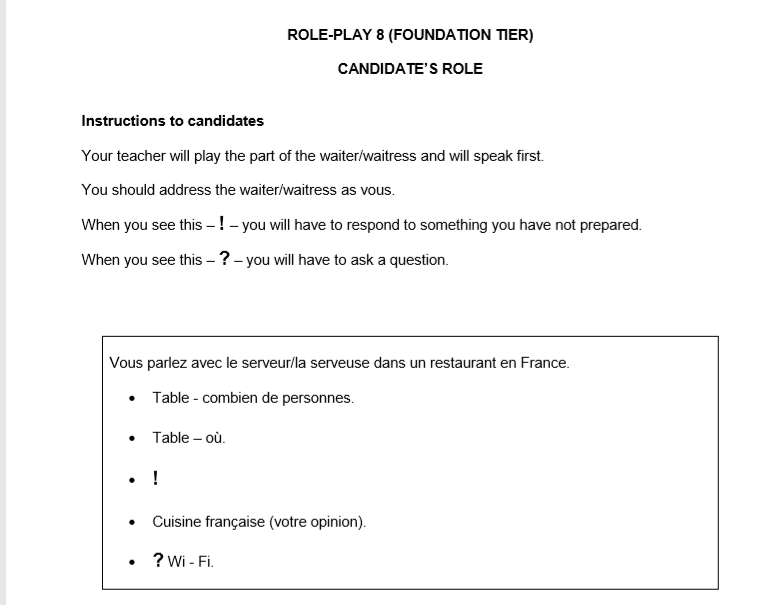 ROLE-PLAY 8 (FOUNDATION TIER)
CANDIDATE'S ROLE
Instructions to candidates
Your teacher will play the part of the waiter/waitress and will speak first.
You should address the waiter/waitress as vous.
When you see this – ! – you will have to respond to something you have not prepared.
When you see this – ? – you will have to ask a question.
Vous parlez avec le serveur/la serveuse dans un restaurant en France.
• Table - combien de personnes.
• Table – où.
• !
• Cuisine française (votre opinion).
• ? Wi - Fi.